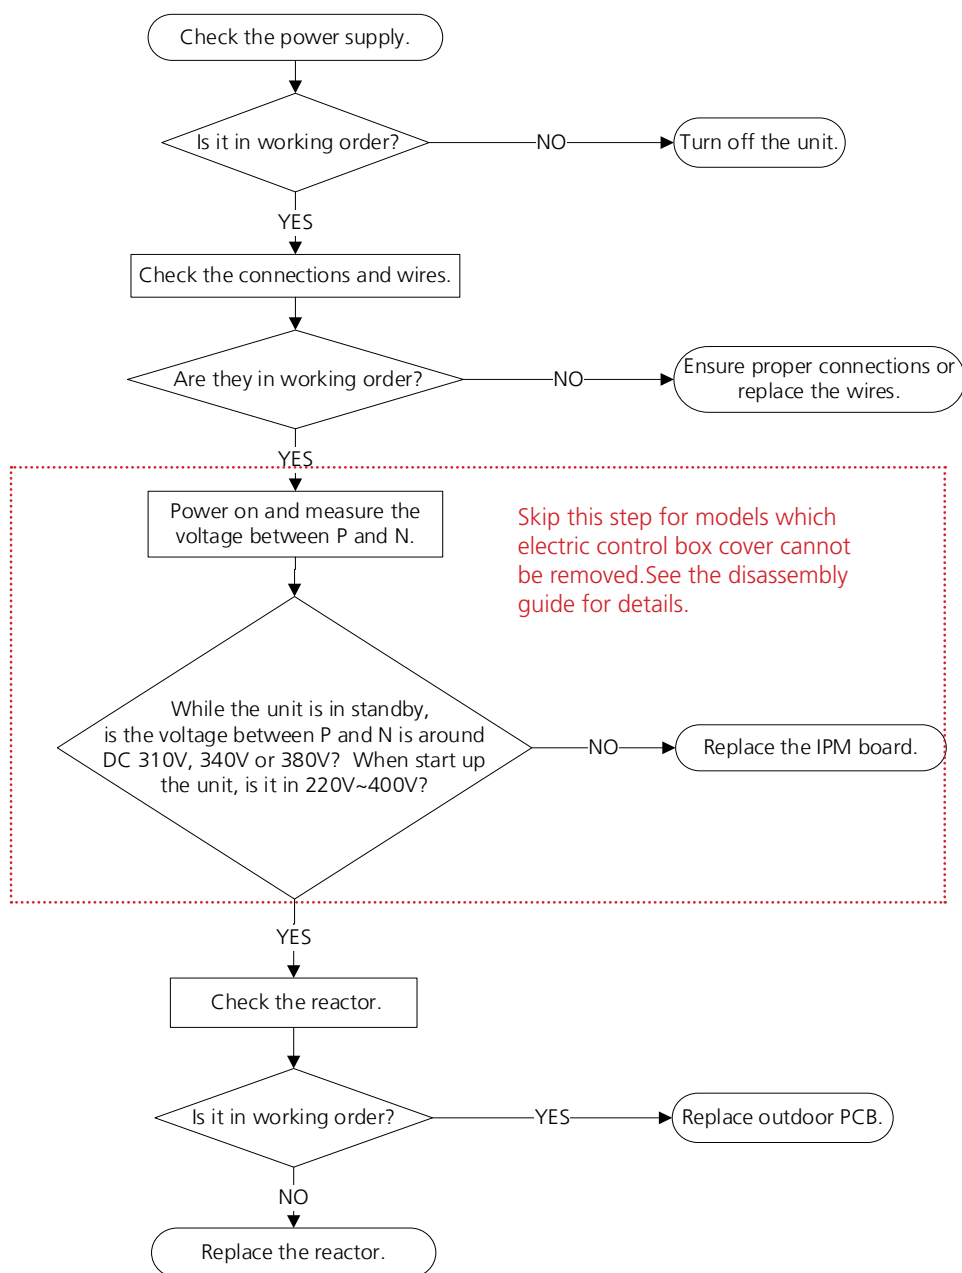 Check the power supply.
Is it in working order?
NO
Turn off the unit.
YES
Check the connections and wires.
Are they in working order?
NO
Ensure proper connections or
replace the wires.
YES
Power on and measure the
voltage between P and N.
Skip this step for models which
electric control box cover cannot
be removed.See the disassembly
guide for details.
While the unit is in standby,
is the voltage between P and N is around
DC 310V, 340V or 380V? When start up
the unit, is it in 220V~400V?
NO
Replace the IPM board.
YES
Check the reactor.
Is it in working order?
YES
Replace outdoor PCB.
NO
Replace the reactor.